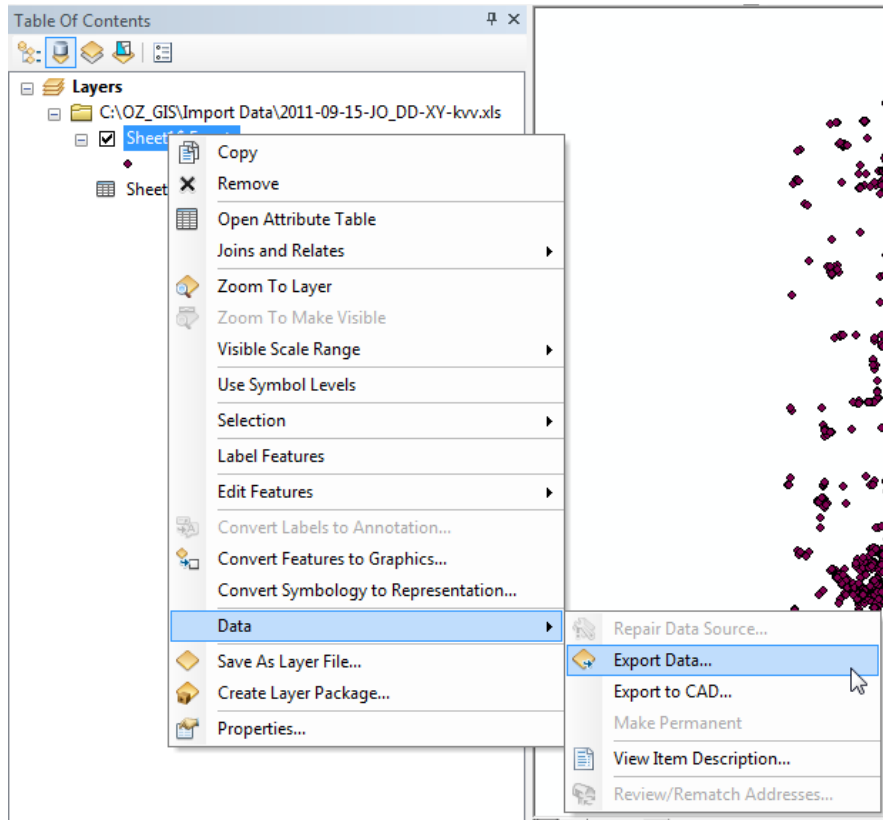 Table Of Contents
Layers
C:\OZ_GIS\Import Data\2011-09-15-JO_DD-XY-kvv.xls
Sheet
Sheet
Copy
Remove
Open Attribute Table
Joins and Relates
Zoom To Layer
Zoom To Make Visible
Visible Scale Range
Use Symbol Levels
Selection
Label Features
Edit Features
Convert Labels to Annotation...
Convert Features to Graphics...
Convert Symbology to Representation...
Data
Save As Layer File...
Create Layer Package...
Properties...
Repair Data Source...
Export Data...
Export to CAD...
Make Permanent
View Item Description...
Review/Rematch Addresses...